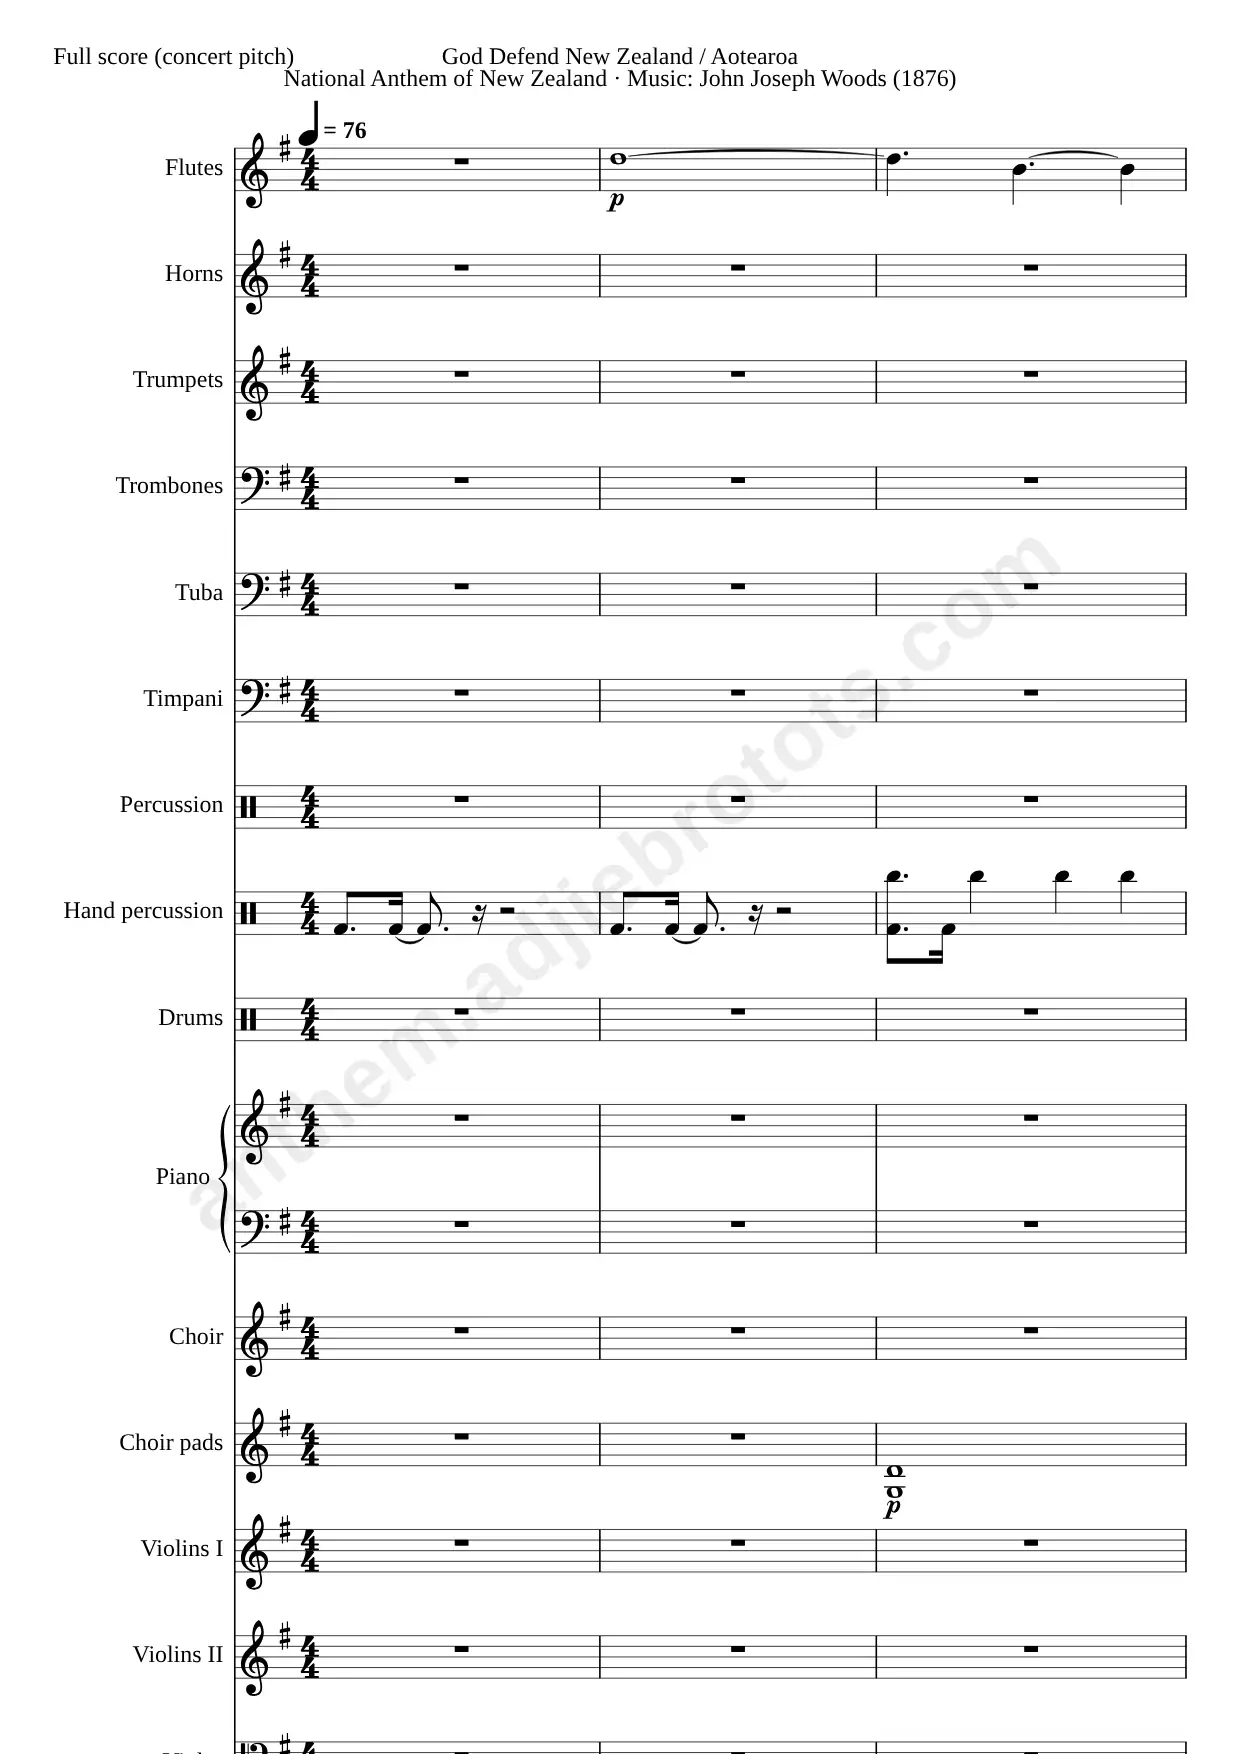 Full score (concert pitch)
God Defend New Zealand / Aotearoa
National Anthem of New Zealand · Music: John Joseph Woods (1876)
= 76
Flutes
p
Horns
Trumpets
Trombones
Tuba
Timpani
Percussion
Hand percussion
Drums
Piano
Choir
Choir pads
p
Violins I
Violins II
anthem.adjiebrotots.com